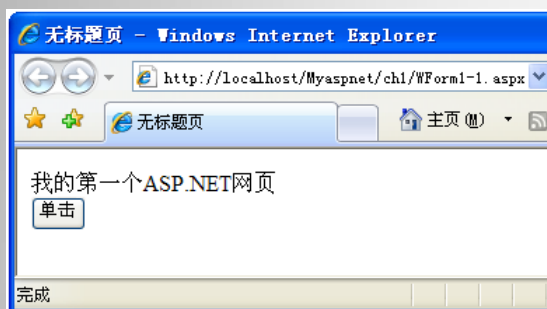 无标题页 - Windows Internet Explorer
http://localhost/Myaspnet/ch1/WForm1-1.aspx
无标题页
主页(M)
我的第一个ASP.NET网页
单击
完成